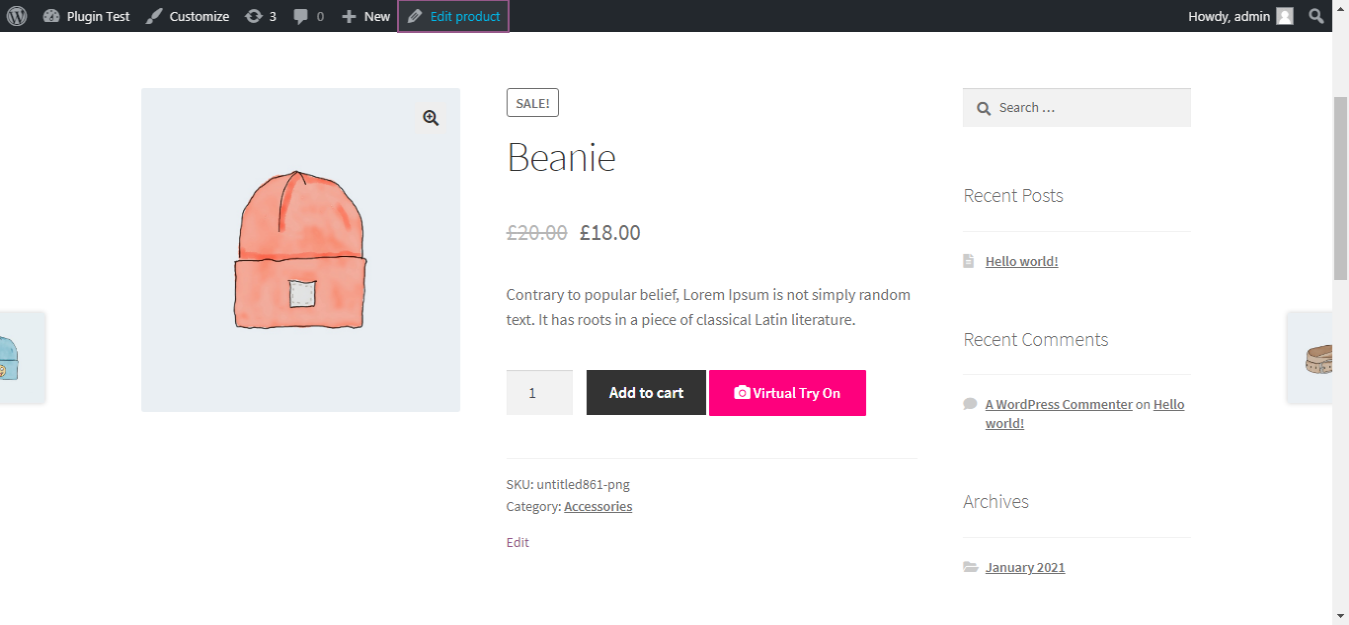 Plugin Test Customize 3 0 New Edit product Howdy, admin
SALE!
Beanie
£20.00 £18.00
Contrary to popular belief, Lorem Ipsum is not simply random
text. It has roots in a piece of classical Latin literature.
1 Add to cart Virtual Try On
SKU: untitled861-png
Category: Accessories
Edit
Search …
Recent Posts
Hello world!
Recent Comments
A WordPress Commenter on Hello
world!
Archives
January 2021